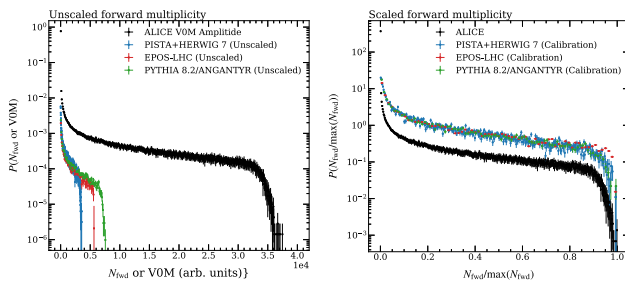 Unscaled forward multiplicity
ALICE V0M Amplitide
PISTA+HERWIG 7 (Unscaled)
EPOS-LHC (Unscaled)
PYTHIA 8.2/ANGANTYR (Unscaled)
P(N_fwd or V0M)
10^0
10^-1
10^-2
10^-3
10^-4
10^-5
10^-6
0.0 0.5 1.0 1.5 2.0 2.5 3.0 3.5 4.0
1e4
N_fwd or V0M (arb. units)}
Scaled forward multiplicity
ALICE
PISTA+HERWIG 7 (Calibration)
EPOS-LHC (Calibration)
PYTHIA 8.2/ANGANTYR (Calibration)
P(N_fwd/max(N_fwd))
10^2
10^1
10^0
10^-1
10^-2
10^-3
0.0 0.2 0.4 0.6 0.8 1.0
N_fwd/max(N_fwd)